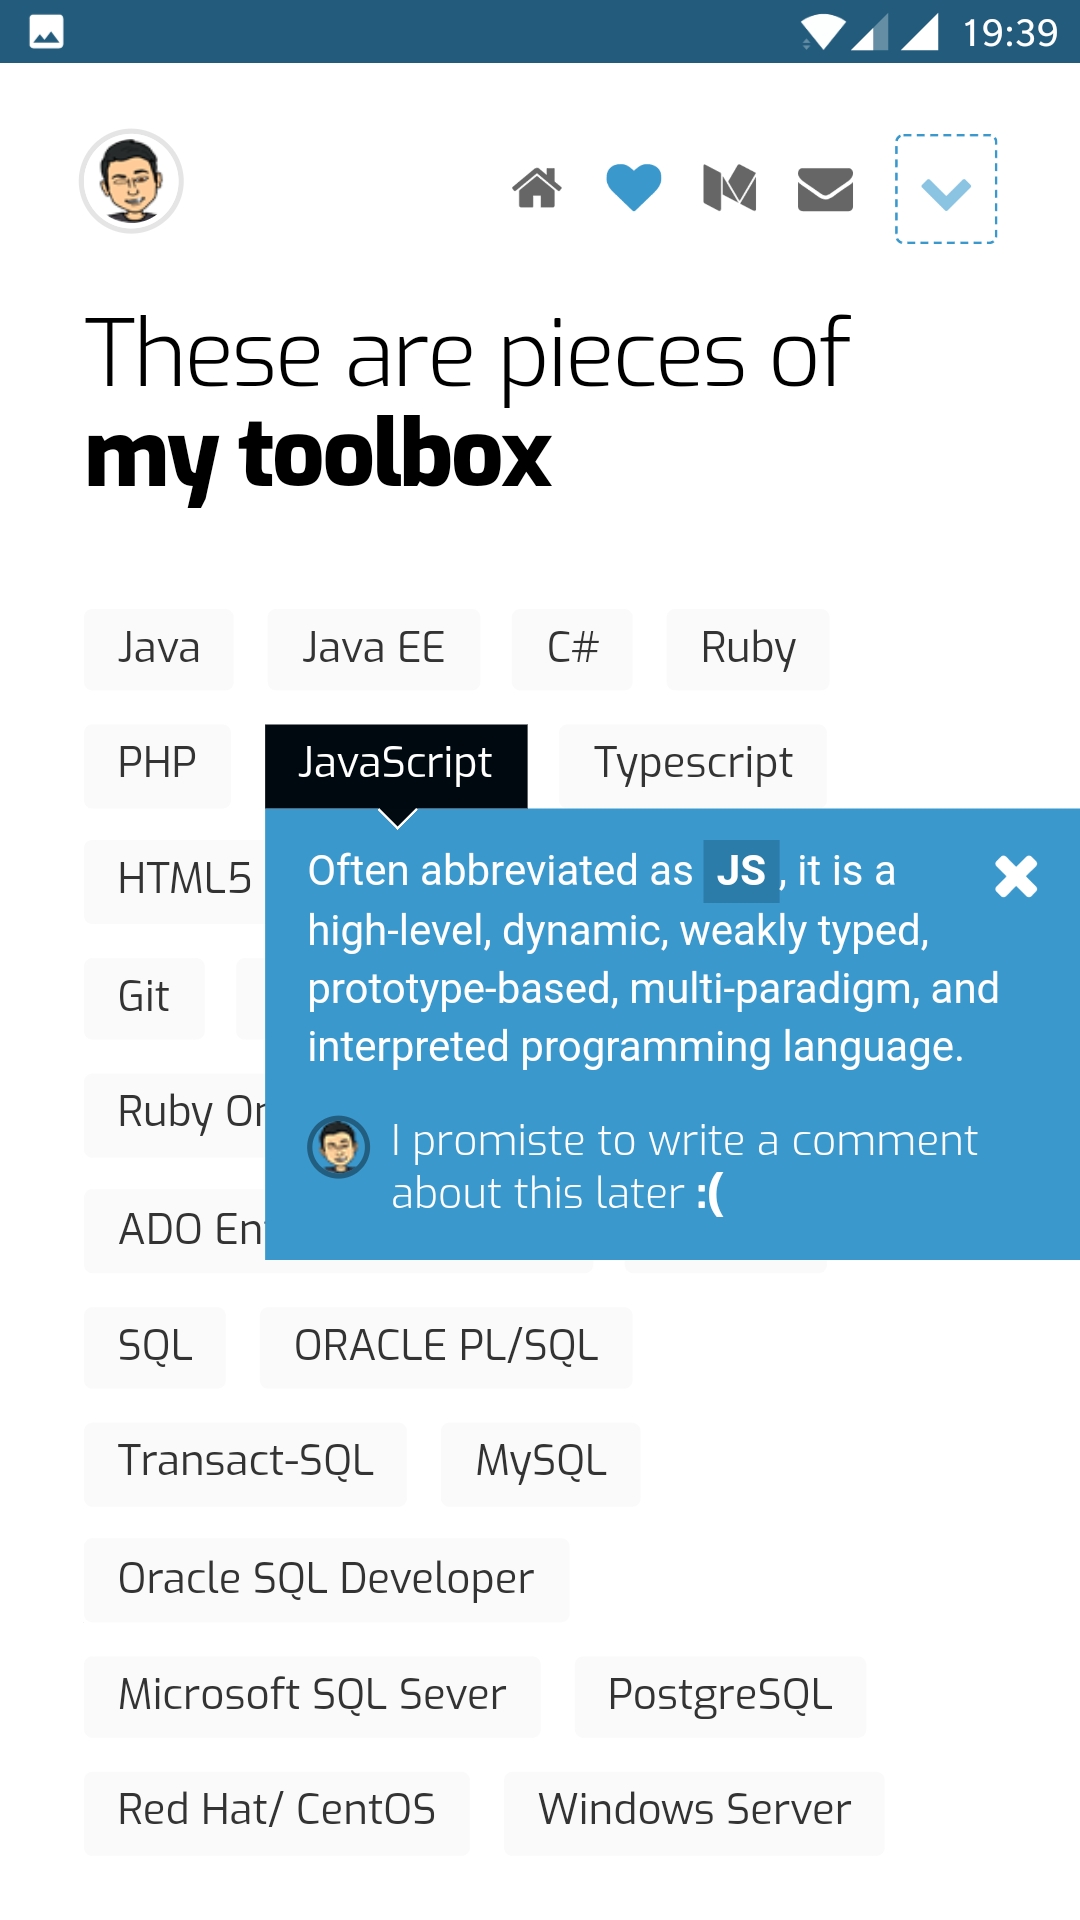 19:39
These are pieces of
my toolbox
Java Java EE C# Ruby
PHP JavaScript Typescript
HTML5
Often abbreviated as JS, it is a
high-level, dynamic, weakly typed,
prototype-based, multi-paradigm, and
interpreted programming language.
I promiste to write a comment
about this later :(
Git
Ruby
ADO
SQL ORACLE PL/SQL
Transact-SQL MySQL
Oracle SQL Developer
Microsoft SQL Sever PostgreSQL
Red Hat/ CentOS Windows Server